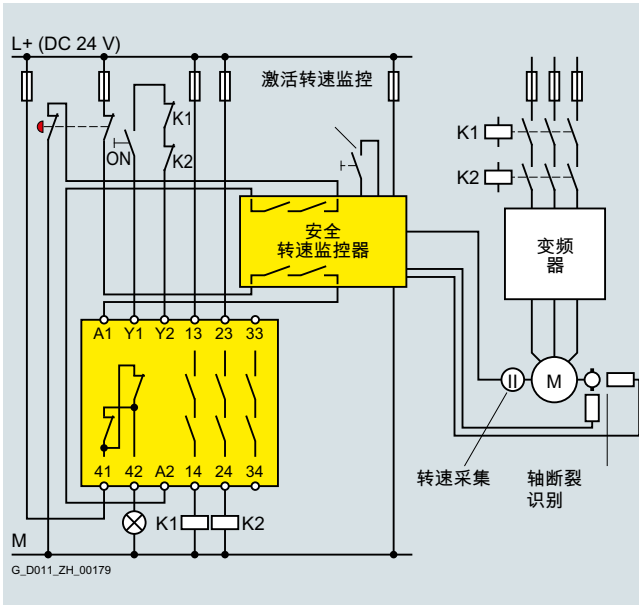 L+ (DC 24 V)
激活转速监控
K1
ON
K2
K1
K2
安全
转速监控器
变频
器
A1 Y1 Y2 13 23 33
II
M
41 42 A2 14 24 34
转速采集
轴断裂
识别
K1
K2
M
G_D011_ZH_00179